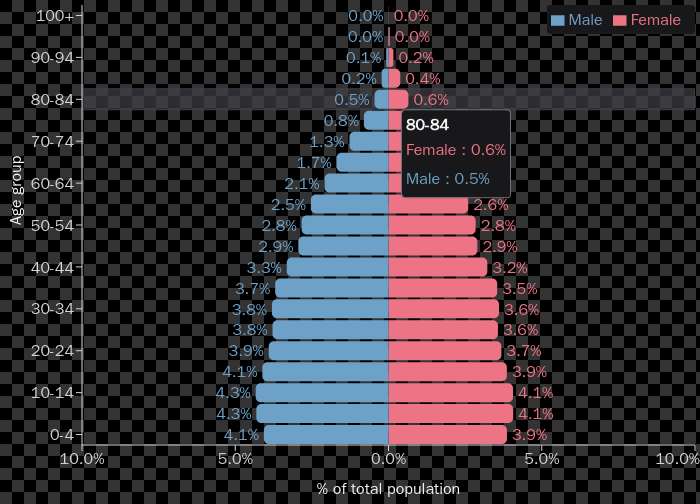 Male Female
100+ 0.0% 0.0%
0.0% 0.0%
90-94 0.1% 0.2%
0.2% 0.4%
80-84 0.5% 0.6%
0.8%
70-74 1.3%
1.7%
60-64 2.1%
2.5% 2.6%
50-54 2.8% 2.8%
2.9% 2.9%
40-44 3.3% 3.2%
3.7% 3.5%
30-34 3.8% 3.6%
3.8% 3.6%
20-24 3.9% 3.7%
4.1% 3.9%
10-14 4.3% 4.1%
4.3% 4.1%
0-4 4.1% 3.9%
80-84
Female : 0.6%
Male : 0.5%
Age group
10.0% 5.0% 0.0% 5.0% 10.0%
% of total population